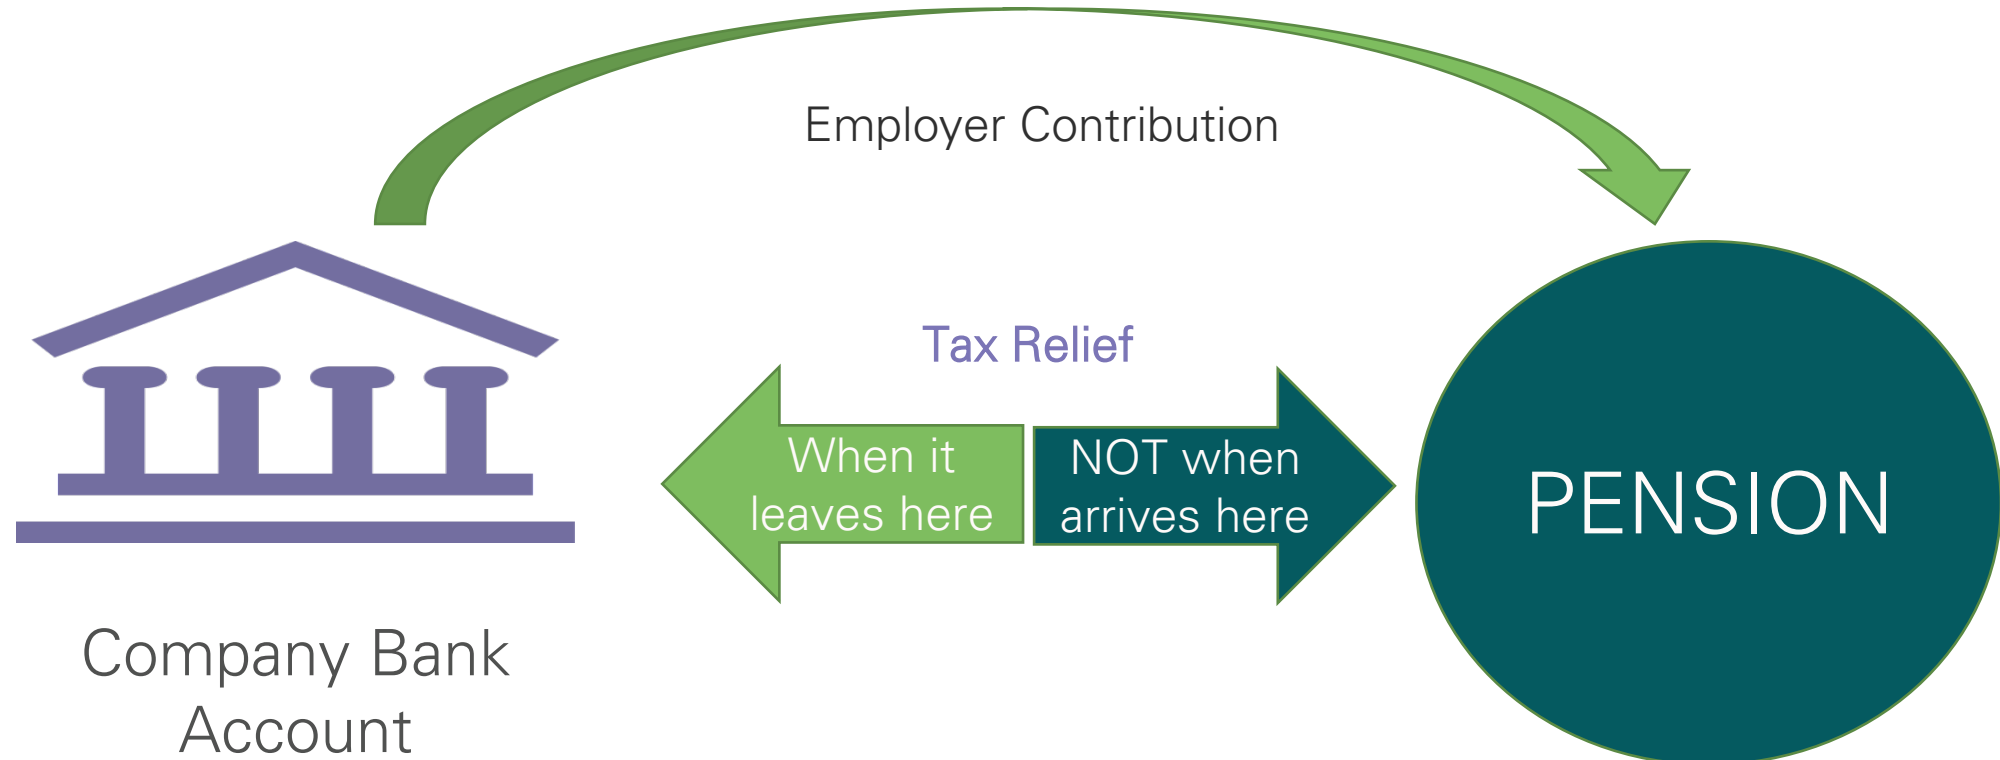 Employer Contribution
Tax Relief
When it
leaves here
NOT when
arrives here
PENSION
Company Bank
Account